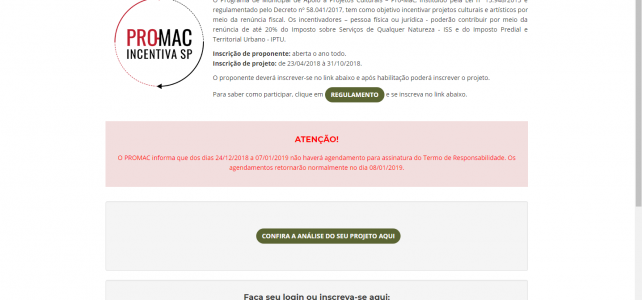 O Programa de Municipal de Apoio a Projetos Culturais – Pro-Mac, instituído pela lei nº 15.948/2013 e
regulamentado pelo Decreto nº 58.041/2017, tem como objetivo incentivar projetos culturais e artísticos por
meio da renúncia fiscal. Os incentivadores – pessoa física ou jurídica - poderão contribuir por meio da
renúncia de até 20% do Imposto sobre Serviços de Qualquer Natureza - ISS e do Imposto Predial e
Territorial Urbano - IPTU.
PRO-MAC
INCENTIVA SP
Inscrição de proponente: aberta o ano todo.
Inscrição de projeto: de 23/04/2018 à 31/10/2018.
O proponente deverá inscrever-se no link abaixo e após habilitação poderá inscrever o projeto.
Para saber como participar, clique em REGULAMENTO e se inscreva no link abaixo.
ATENÇÃO!
O PROMAC informa que dos dias 24/12/2018 a 07/01/2019 não haverá agendamento para assinatura do Termo de Responsabilidade. Os
agendamentos retornarão normalmente no dia 08/01/2019.
CONFIRA A ANÁLISE DO SEU PROJETO AQUI
Faça seu login ou inscreva-se aqui: